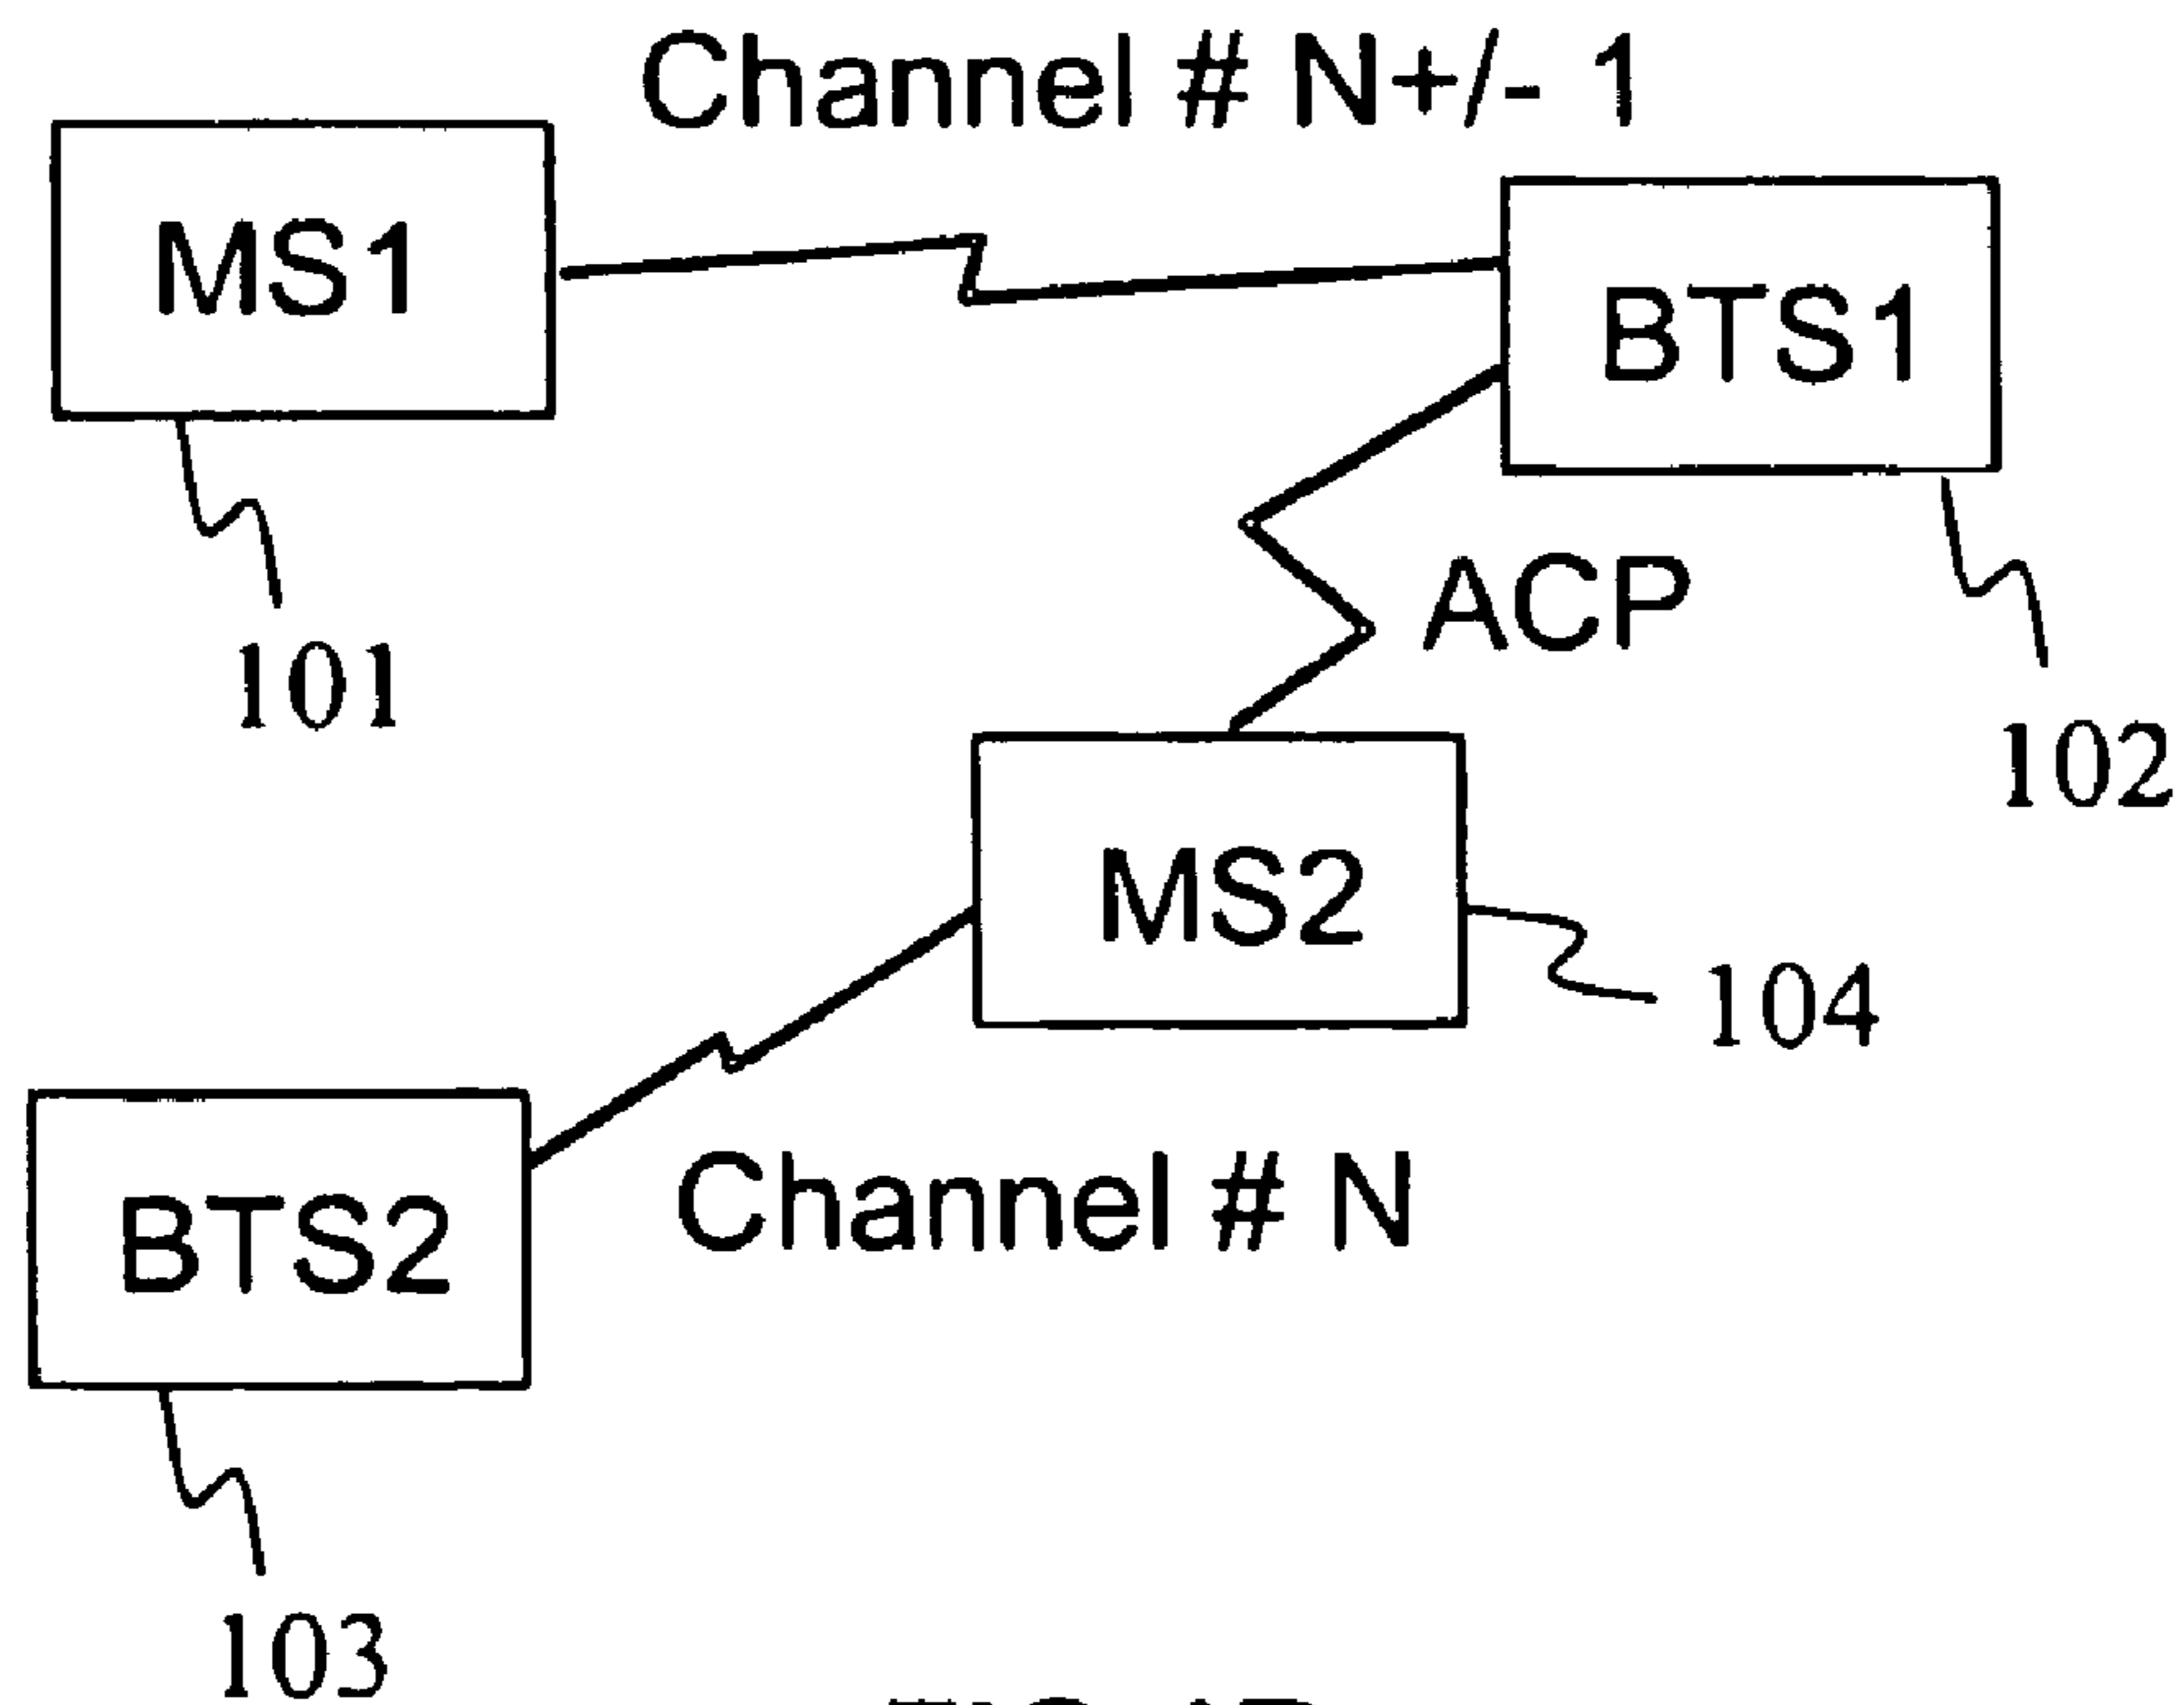 Channel # N+/- 1
MS1
BTS1
101
ACP
102
MS2
104
BTS2
Channel # N
103